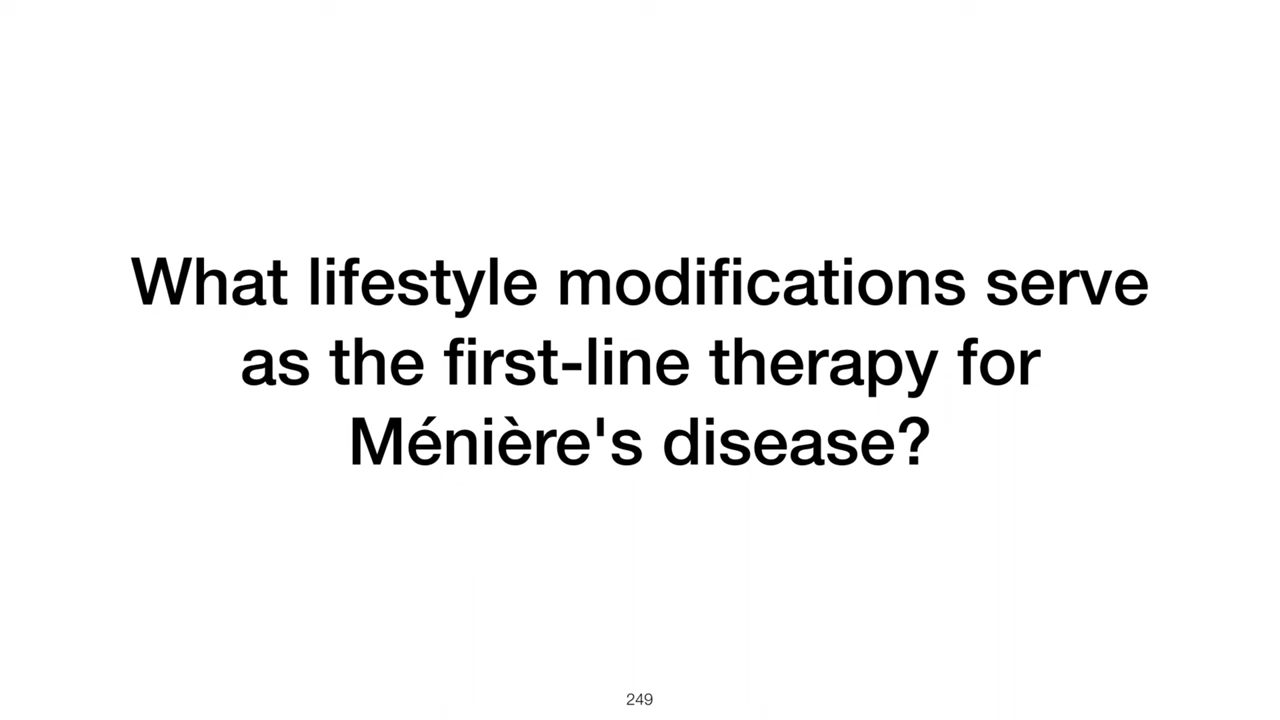 What lifestyle modifications serve
as the first-line therapy for
Ménière's disease?
249